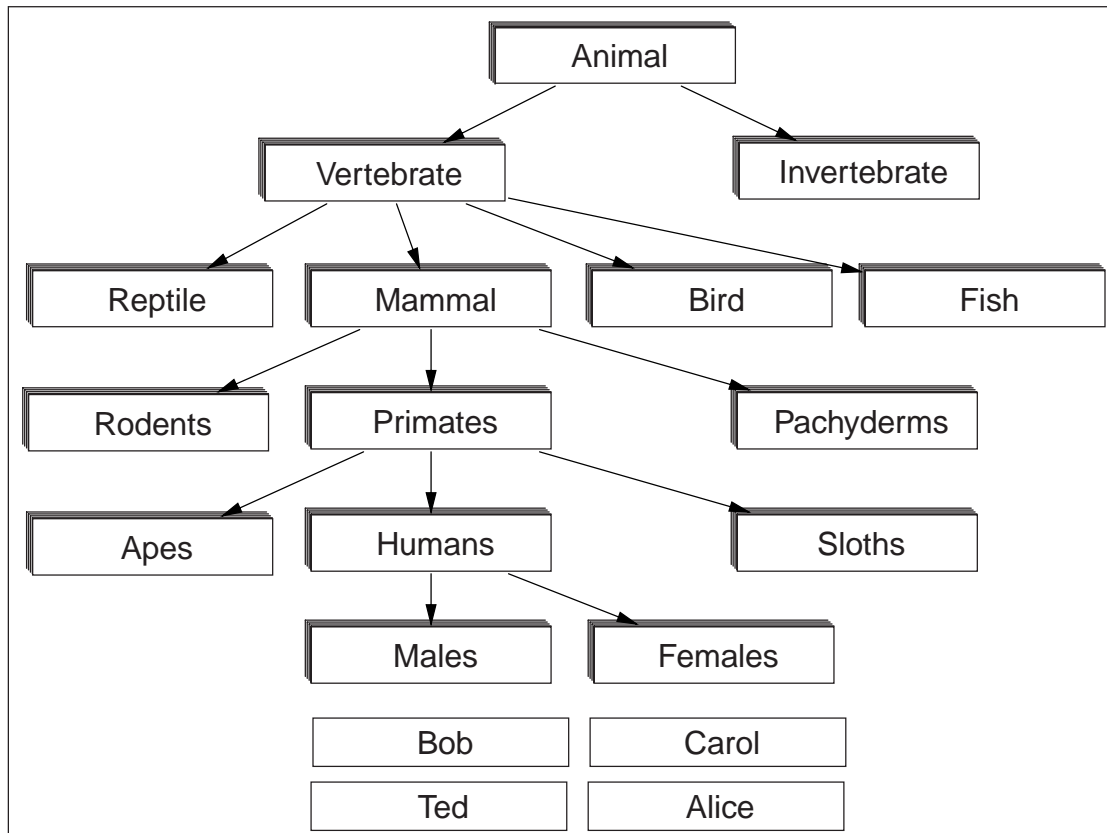 Animal
Vertebrate
Invertebrate
Reptile
Mammal
Bird
Fish
Rodents
Primates
Pachyderms
Apes
Humans
Sloths
Males
Females
Bob
Carol
Ted
Alice